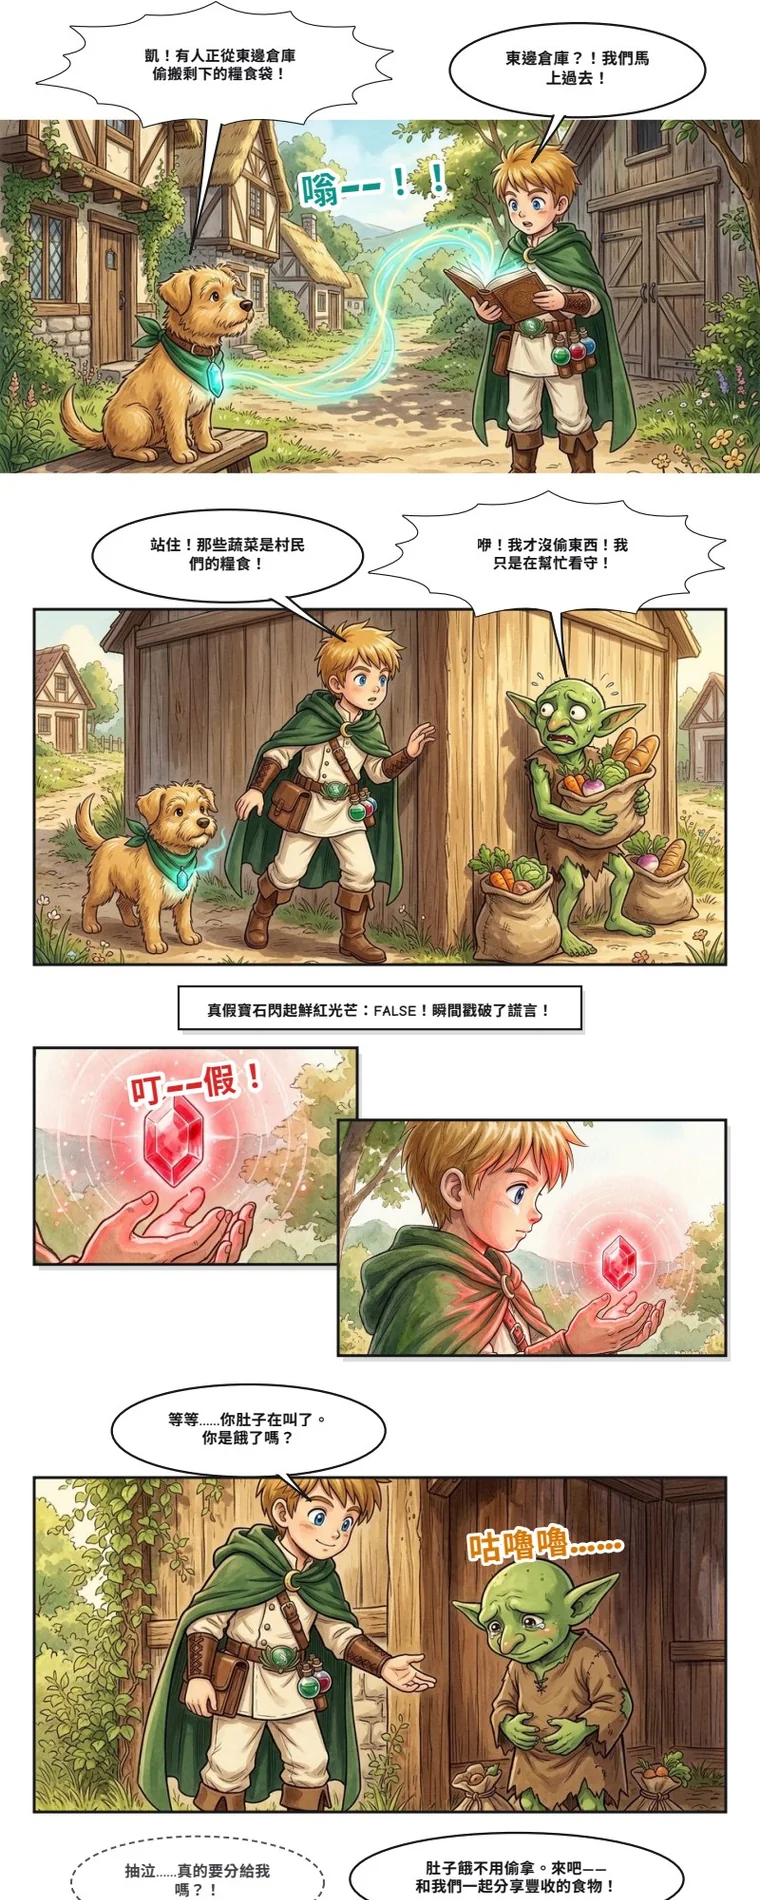 凱！有人正從東邊倉庫
偷搬剩下的糧食袋！
東邊倉庫？！我們馬
上過去！
嗡——！！
站住！那些蔬菜是村民
們的糧食！
咿！我才沒偷東西！我
只是在幫忙看守！
真假寶石閃起鮮紅光芒：FALSE！瞬間戳破了謊言！
叮——假！
等等……你肚子在叫了。
你是餓了嗎？
咕嚕嚕……
抽泣……真的要分給我
嗎？！
肚子餓不用偷拿。來吧——
和我們一起分享豐收的食物！